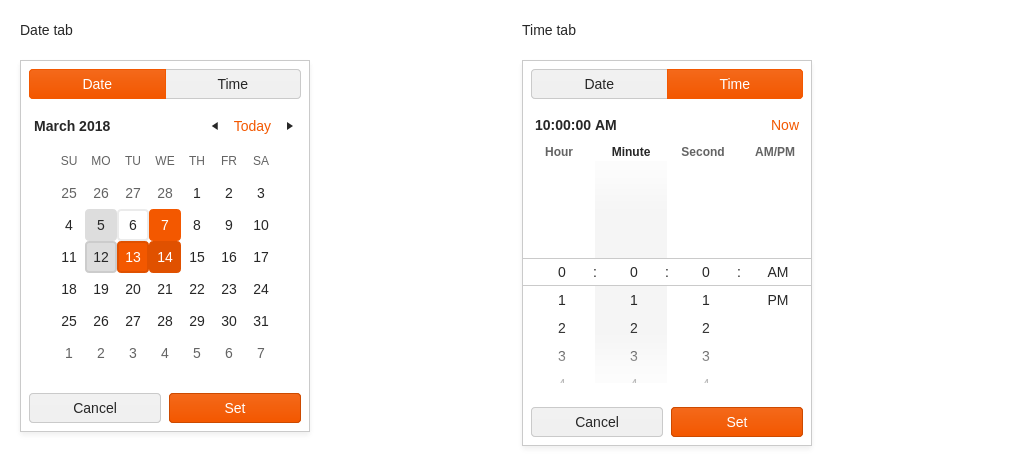 Date tab
Date Time
March 2018 Today
SU MO TU WE TH FR SA
25 26 27 28 1 2 3
4 5 6 7 8 9 10
11 12 13 14 15 16 17
18 19 20 21 22 23 24
25 26 27 28 29 30 31
1 2 3 4 5 6 7
Cancel Set
Time tab
Date Time
10:00:00 AM Now
Hour Minute Second AM/PM
0 : 0 : 0 : AM
1 1 1 PM
2 2 2
3 3 3
Cancel Set